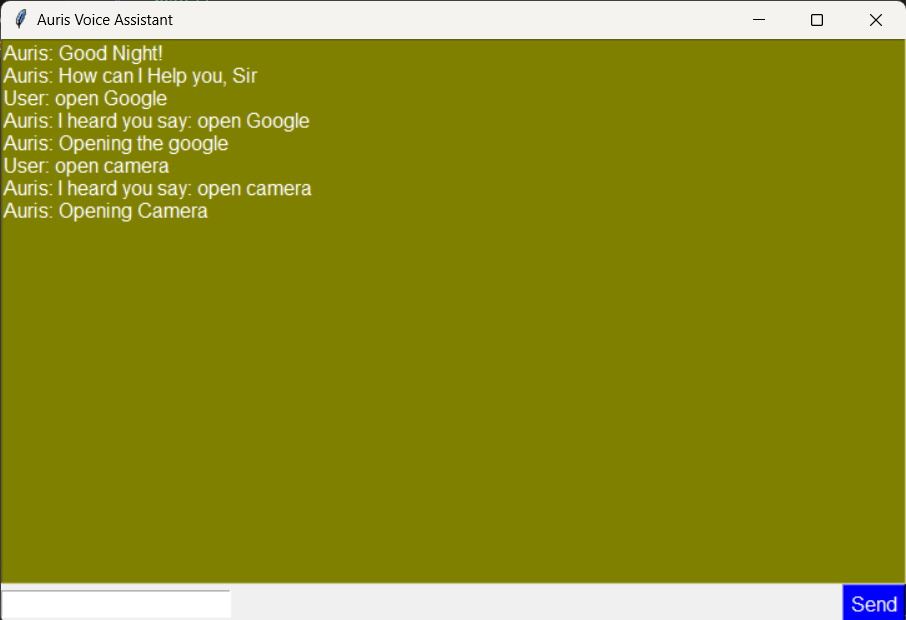 Auris Voice Assistant
Auris: Good Night!
Auris: How can I Help you, Sir
User: open Google
Auris: I heard you say: open Google
Auris: Opening the google
User: open camera
Auris: I heard you say: open camera
Auris: Opening Camera
Send